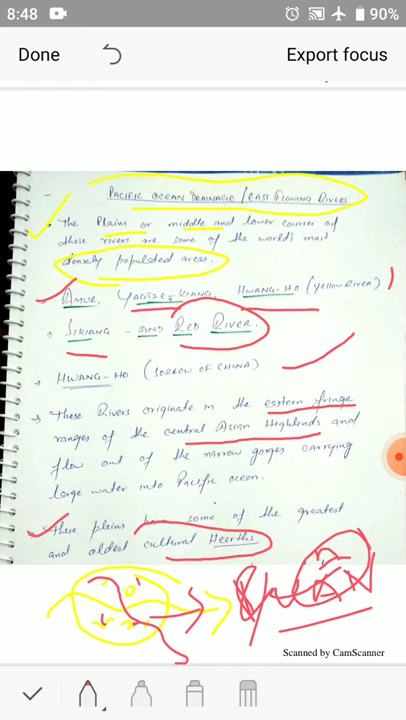 8:48
90%
Done
Export focus
PACIFIC OCEAN DRAINAGE / EAST FLOWING RIVERS
The Plains or middle and lower courses of
these rivers are some of the world's most
densely populated areas.
AMUR, YAGTZE-KIANG, HWANG-HO (YELLOW RIVER)
SIKIANG - AND RED RIVER.
HWANG-HO (SORROW OF CHINA)
These Rivers originate in the eastern fringe
ranges of the central Asian Highlands and
flow out of the narrow gorges carrying
large water into Pacific ocean.
These plains some of the greatest
and oldest cultural Hearths
Scanned by CamScanner